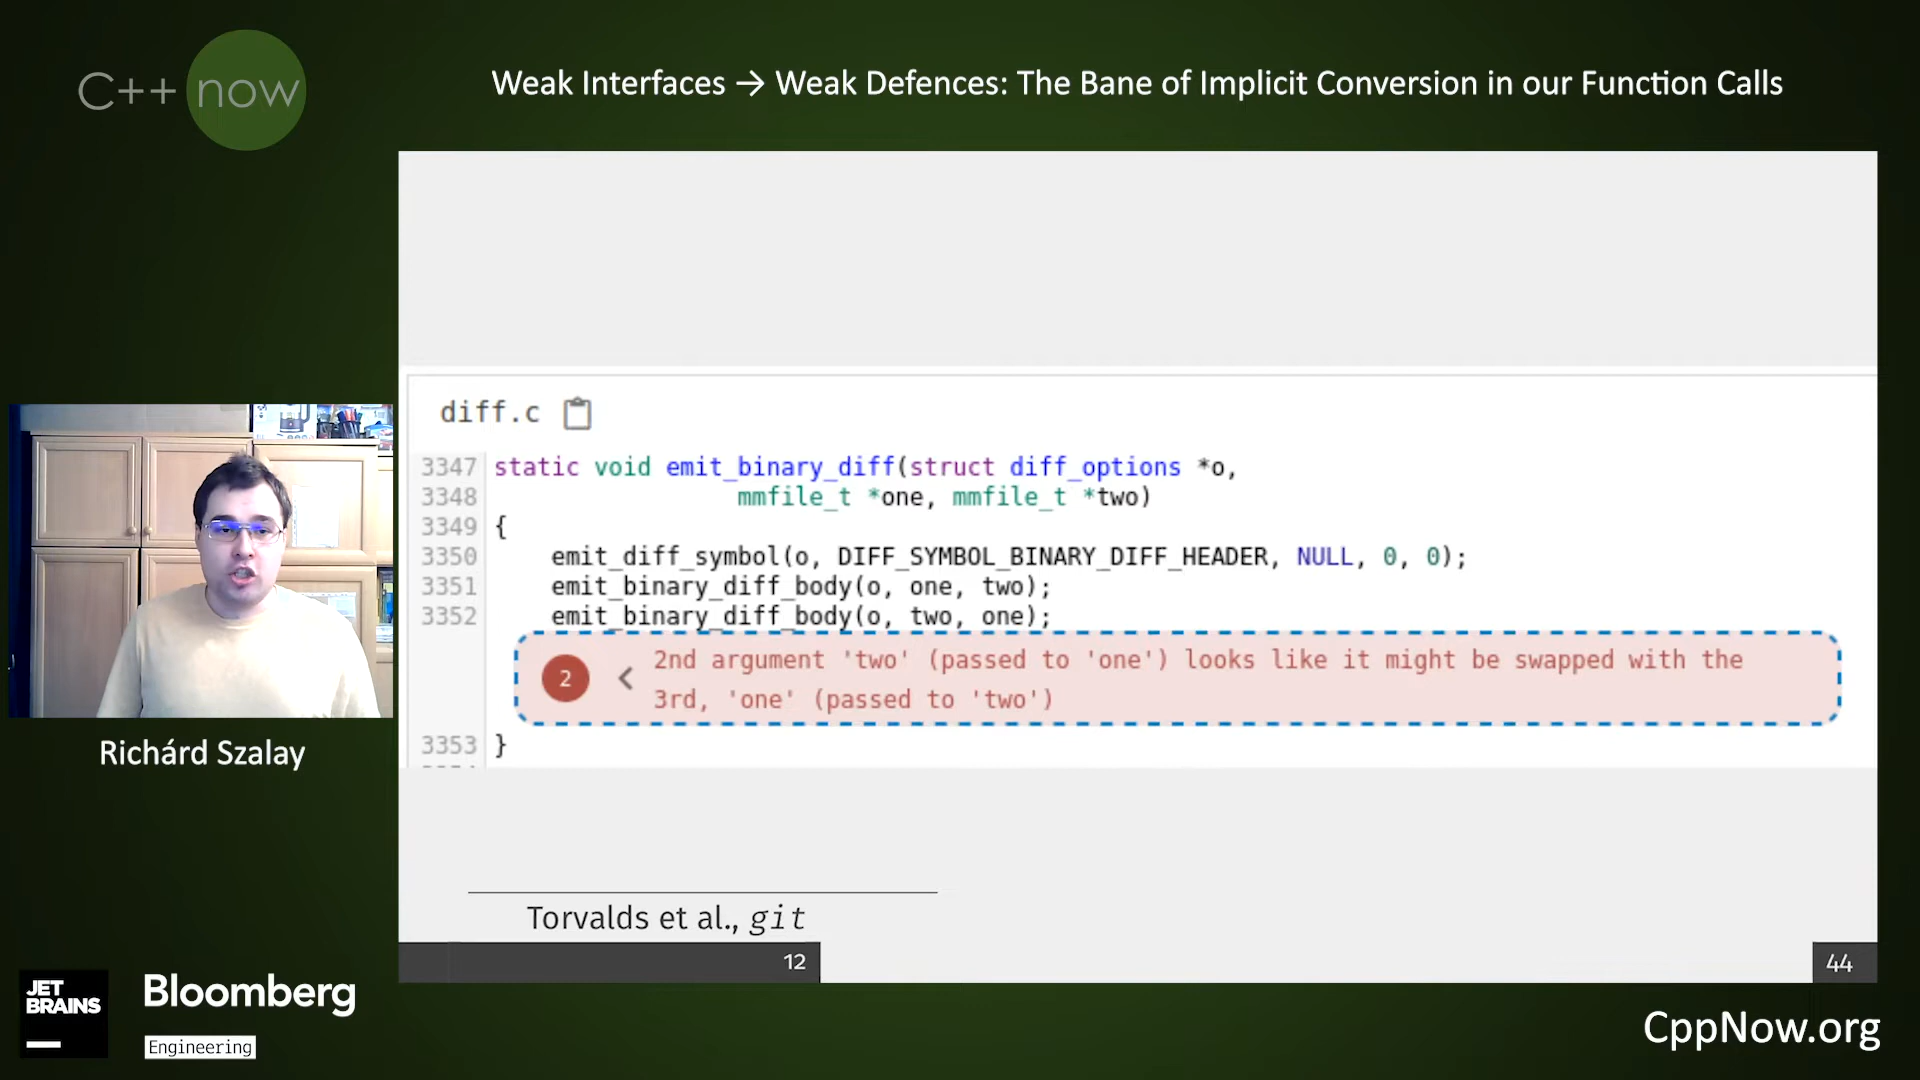 C++ now
Weak Interfaces → Weak Defences: The Bane of Implicit Conversion in our Function Calls
diff.c
3347 static void emit_binary_diff(struct diff_options *o,
3348 mmfile_t *one, mmfile_t *two)
3349 {
3350 emit_diff_symbol(o, DIFF_SYMBOL_BINARY_DIFF_HEADER, NULL, 0, 0);
3351 emit_binary_diff_body(o, one, two);
3352 emit_binary_diff_body(o, two, one);
2 < 2nd argument 'two' (passed to 'one') looks like it might be swapped with the
3rd, 'one' (passed to 'two')
3353 }
Richárd Szalay
Torvalds et al., git
12
44
JET
BRAINS
Bloomberg
Engineering
CppNow.org